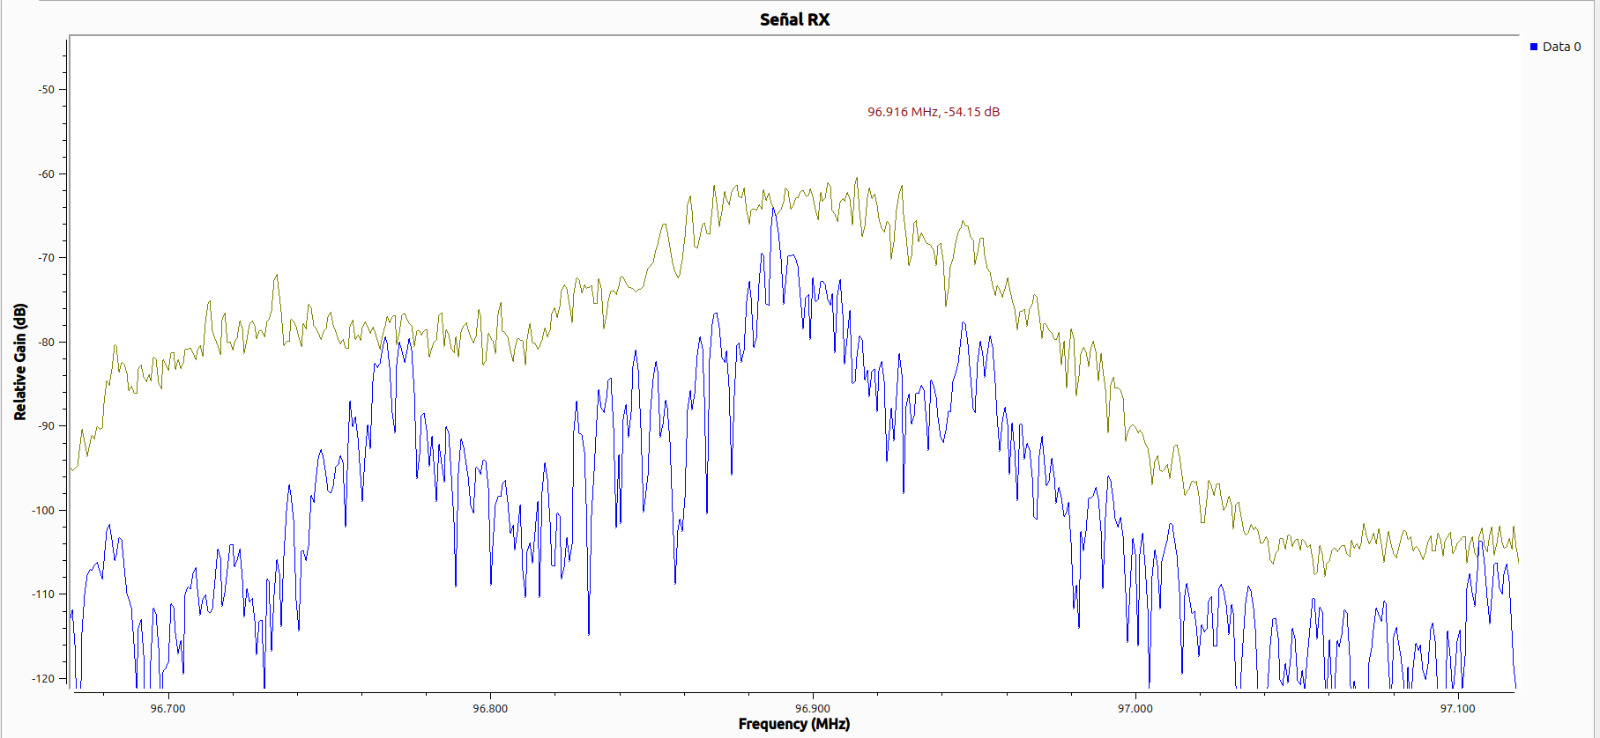 Señal RX
Data 0
96.916 MHz, -54.15 dB
-50
-60
-70
-80
-90
-100
-110
-120
Relative Gain (dB)
96.700
96.800
96.900
97.000
97.100
Frequency (MHz)